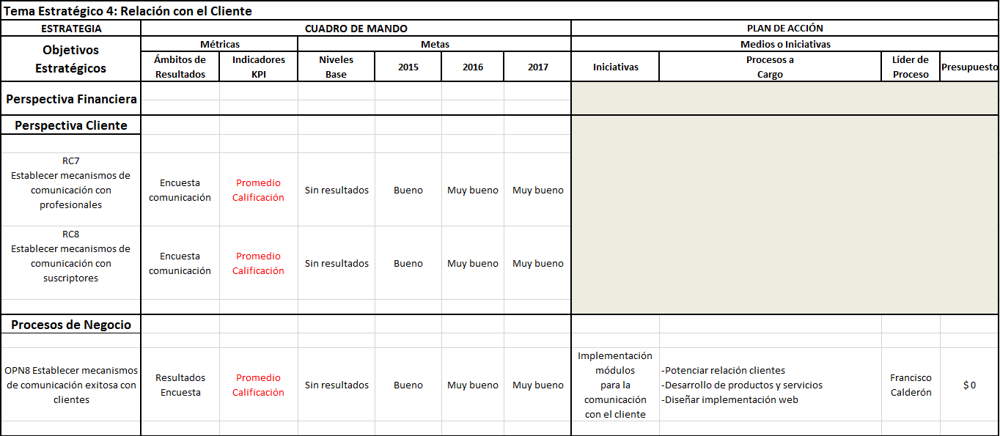 Tema Estratégico 4: Relación con el Cliente
ESTRATEGIA
CUADRO DE MANDO
PLAN DE ACCIÓN
Objetivos
Estratégicos
Métricas
Metas
Medios o Iniciativas
Ámbitos de
Resultados
Indicadores
KPI
Niveles
Base
2015
2016
2017
Iniciativas
Procesos a
Cargo
Líder de
Proceso
Presupuesto
Perspectiva Financiera
Perspectiva Cliente
RC7
Establecer mecanismos de
comunicación con
profesionales
Encuesta
comunicación
Promedio
Calificación
Sin resultados
Bueno
Muy bueno
Muy bueno
RC8
Establecer mecanismos de
comunicación con
suscriptores
Encuesta
comunicación
Promedio
Calificación
Sin resultados
Bueno
Muy bueno
Muy bueno
Procesos de Negocio
OPN8 Establecer mecanismos
de comunicación exitosa con
clientes
Resultados
Encuesta
Promedio
Calificación
Sin resultados
Bueno
Muy bueno
Muy bueno
Implementación
módulos
para la
comunicación
con el cliente
-Potenciar relación clientes
-Desarrollo de productos y servicios
-Diseñar implementación web
Francisco
Calderón
$ 0